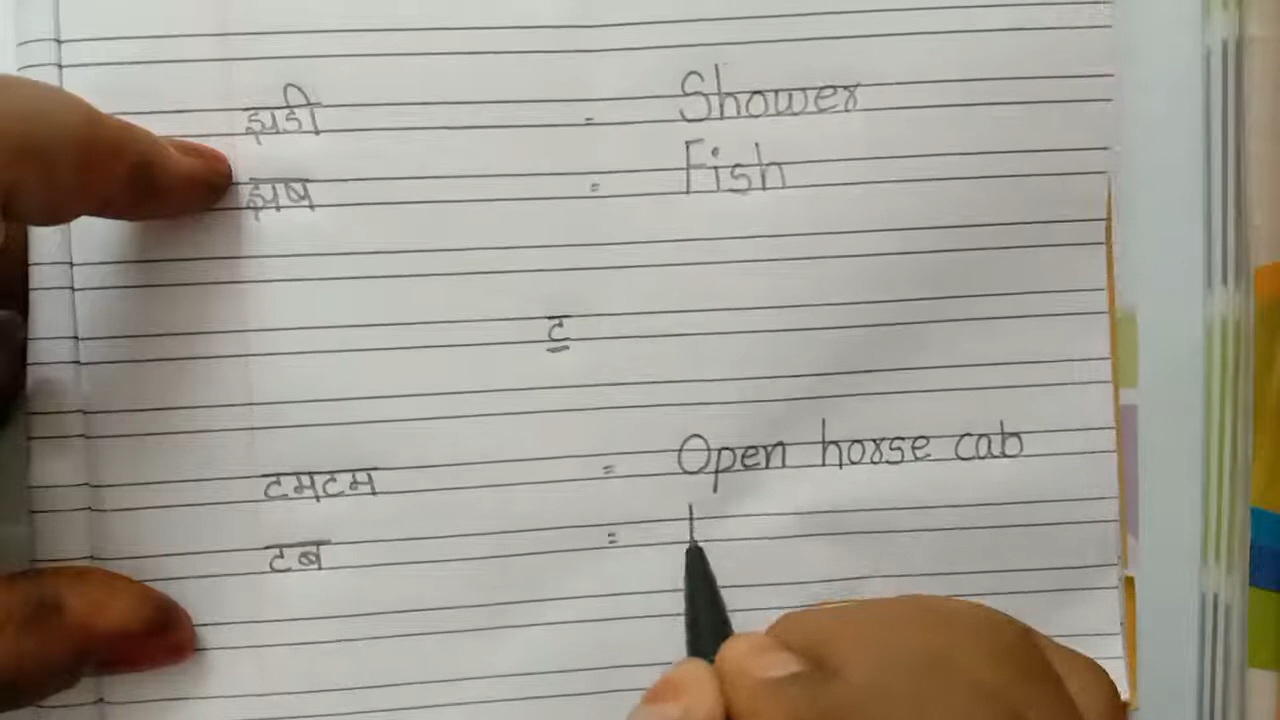 झडी - Shower
झष = Fish
ट
टमटम = Open horse cab
टब =